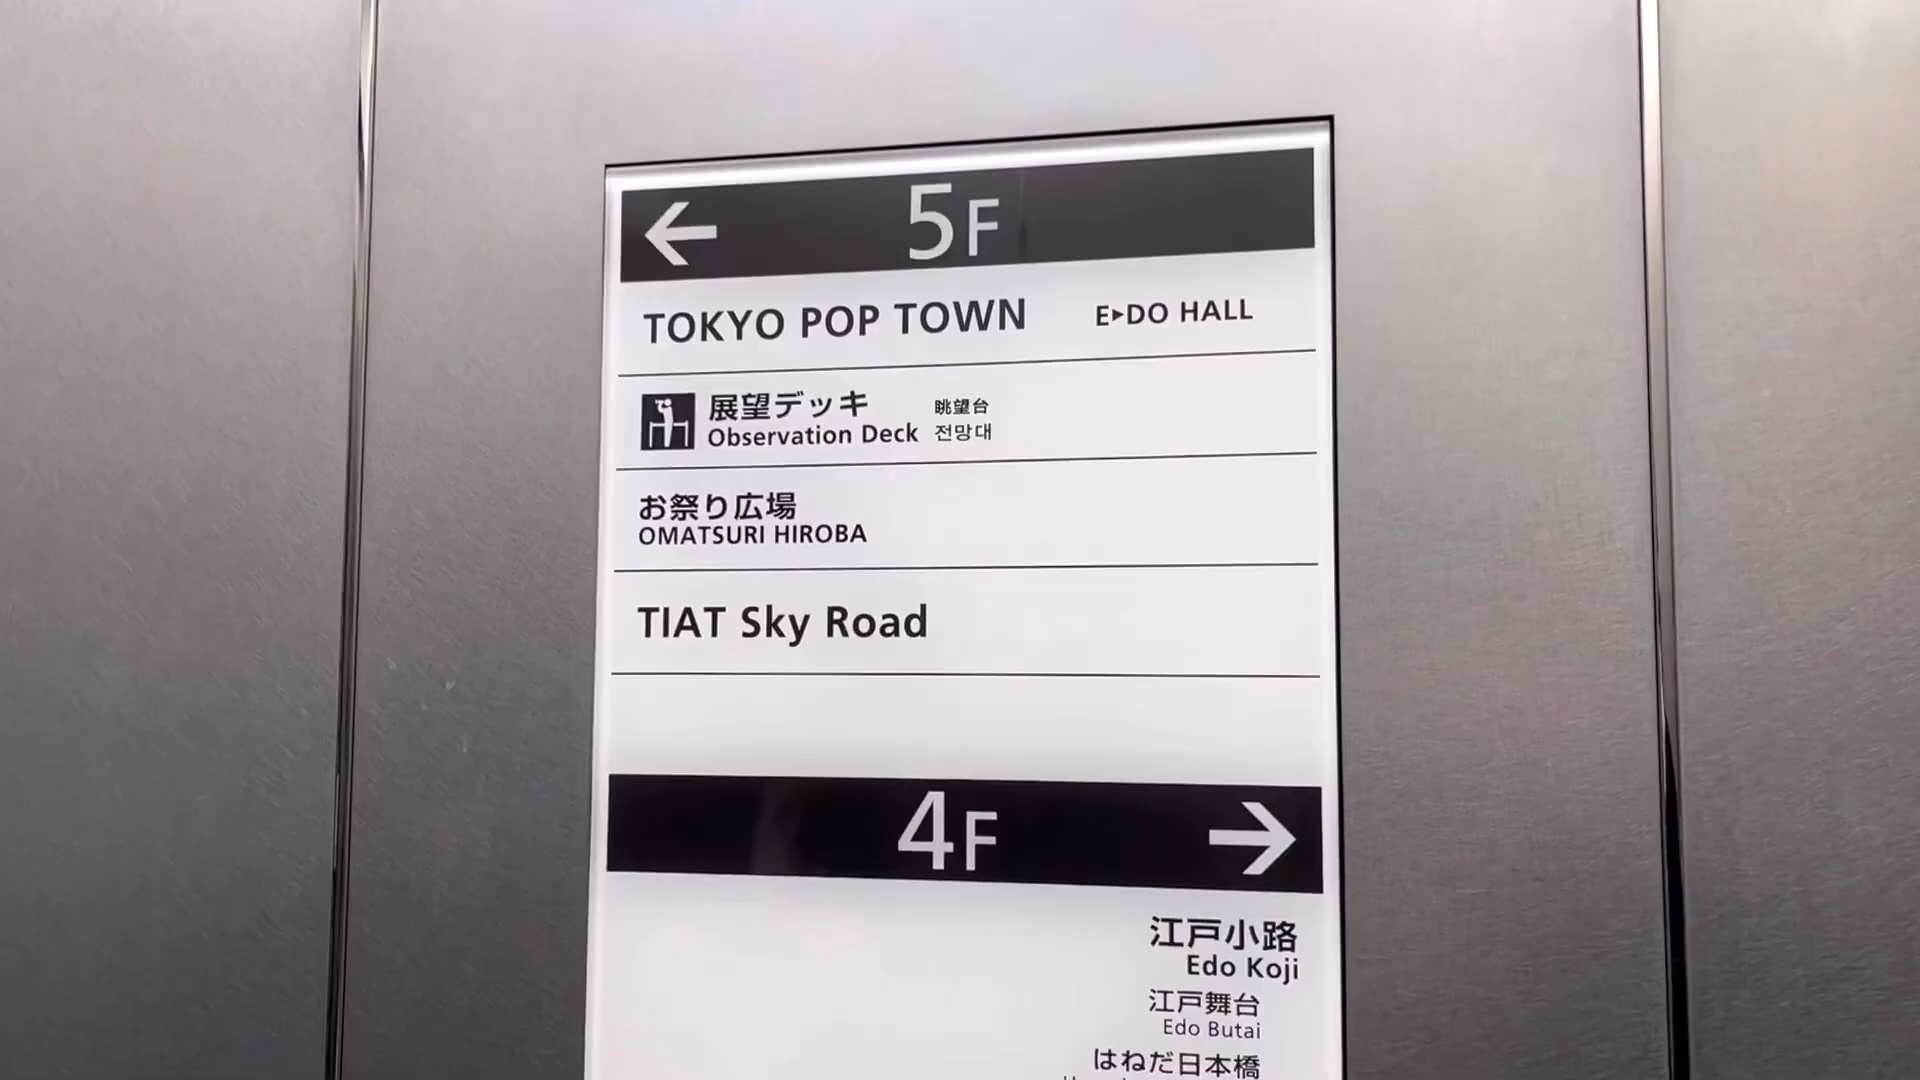 ← 5F
TOKYO POP TOWN E▶DO HALL
展望デッキ 眺望台
Observation Deck 전망대
お祭り広場
OMATSURI HIROBA
TIAT Sky Road
4F →
江戸小路
Edo Koji
江戸舞台
Edo Butai
はねだ日本橋